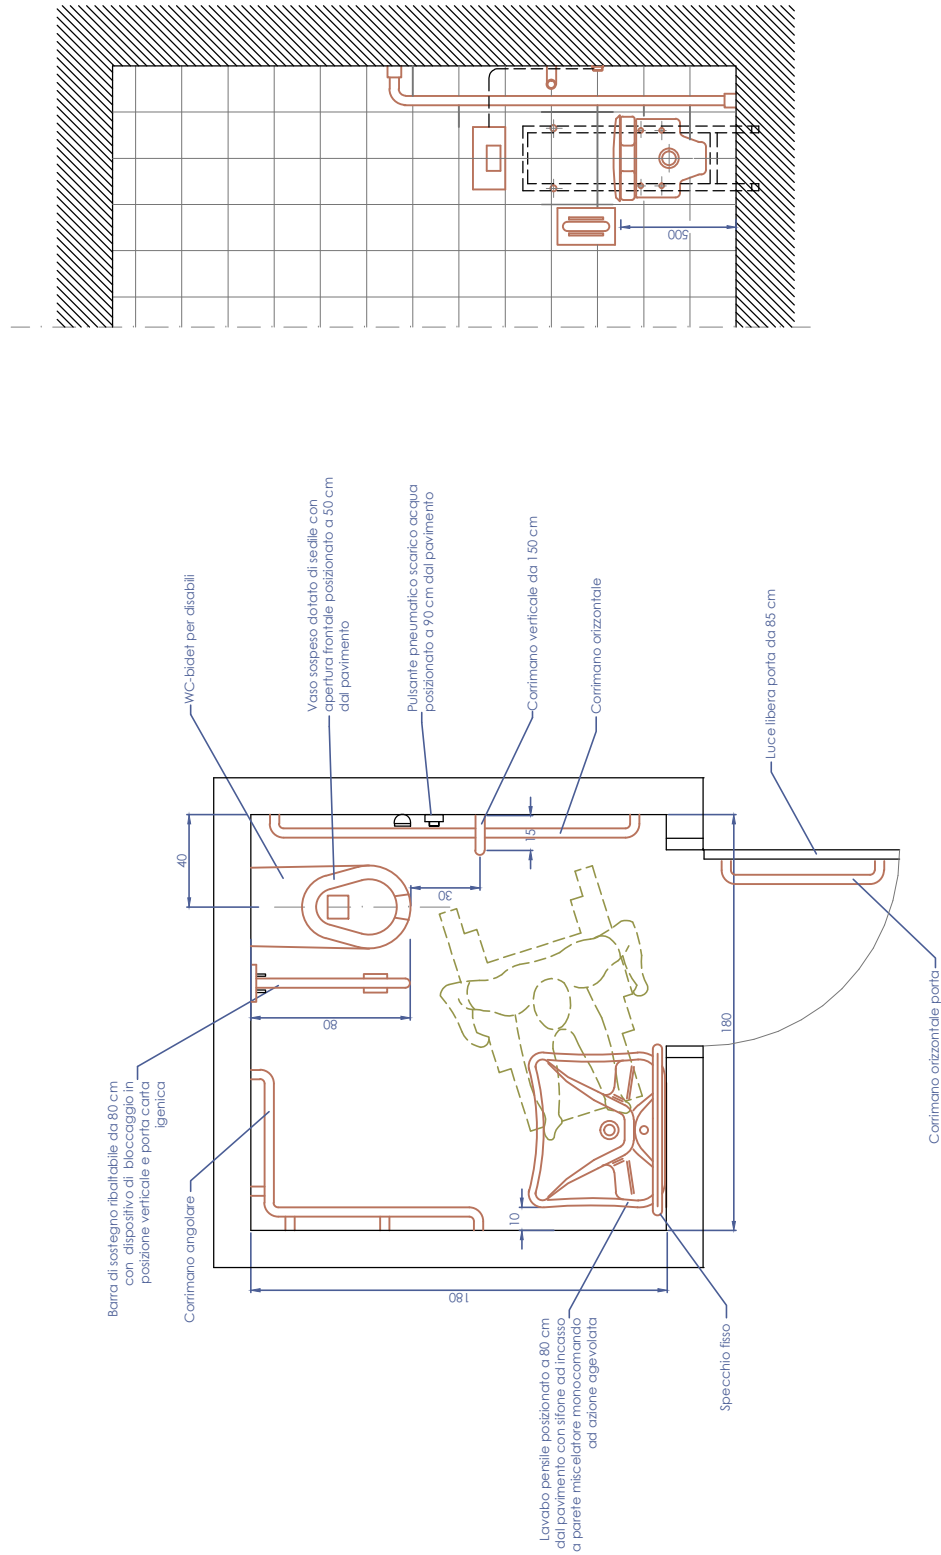 Barra di sostegno ribaltabile da 80 cm
con dispositivo di bloccaggio in
posizione verticale e porta carta
igenica
Corrimano angolare
WC-bidet per disabili
Vaso sospeso dotato di sedile con
apertura frontale posizionato a 50 cm
dal pavimento
Pulsante pneumatico scarico acqua
posizionato a 90 cm dal pavimento
Corrimano verticale da 150 cm
Corrimano orizzontale
Luce libera porta da 85 cm
Corrimano orizzontale porta
Lavabo pensile posizionato a 80 cm
dal pavimento con sifone ad incasso
a parete miscelatore monocomando
ad azione agevolata
Specchio fisso
40
80
30
15
10
180
180
500